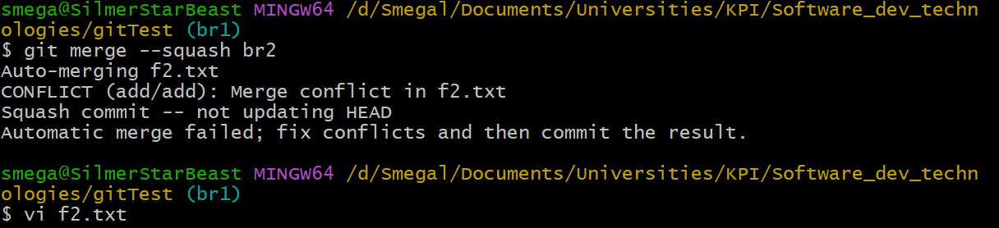 smega@SilmerStarBeast MINGW64 /d/Smegal/Documents/Universities/KPI/Software_dev_techn
ologies/gitTest (br1)
$ git merge --squash br2
Auto-merging f2.txt
CONFLICT (add/add): Merge conflict in f2.txt
Squash commit -- not updating HEAD
Automatic merge failed; fix conflicts and then commit the result.
smega@SilmerStarBeast MINGW64 /d/Smegal/Documents/Universities/KPI/Software_dev_techn
ologies/gitTest (br1)
$ vi f2.txt